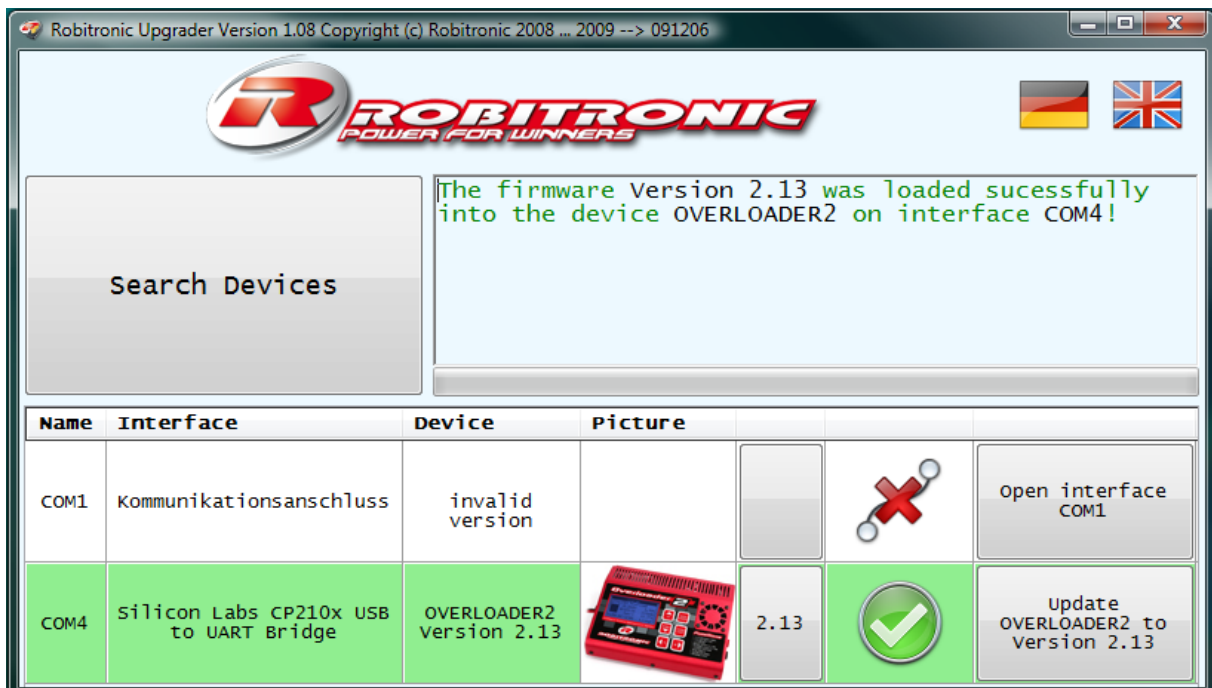 Robitronic Upgrader Version 1.08 Copyright (c) Robitronic 2008 ... 2009 --> 091206
ROBITRONIC
POWER FOR WINNERS
Search Devices
The firmware Version 2.13 was loaded sucessfully
into the device OVERLOADER2 on interface COM4!
Name Interface Device Picture
COM1
Kommunikationsanschluss
invalid
version
Open interface
COM1
COM4
Silicon Labs CP210x USB
to UART Bridge
OVERLOADER2
Version 2.13
Overloader 2
2.13
Update
OVERLOADER2 to
Version 2.13